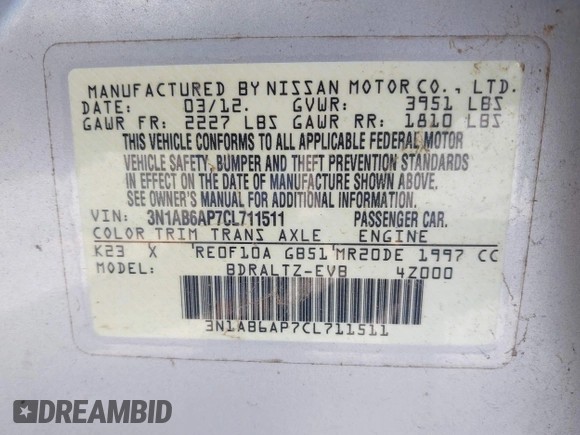 MANUFACTURED BY NISSAN MOTOR CO., LTD.
DATE: 03/12. GVWR: 3951 LBS
GAWR FR: 2227 LBS GAWR RR: 1810 LBS
THIS VEHICLE CONFORMS TO ALL APPLICABLE FEDERAL MOTOR
VEHICLE SAFETY, BUMPER AND THEFT PREVENTION STANDARDS
IN EFFECT ON THE DATE OF MANUFACTURE SHOWN ABOVE.
SEE OWNER'S MANUAL FOR ADDITIONAL INFORMATION.
VIN: 3N1AB6AP7CL711511 PASSENGER CAR.
COLOR TRIM TRANS AXLE ENGINE
K23 X 'RE0F10A GB51'MR20DE 1997 CC
MODEL: BDRALTZ-EVB 4Z000
3N1AB6AP7CL711511
DREAMBID